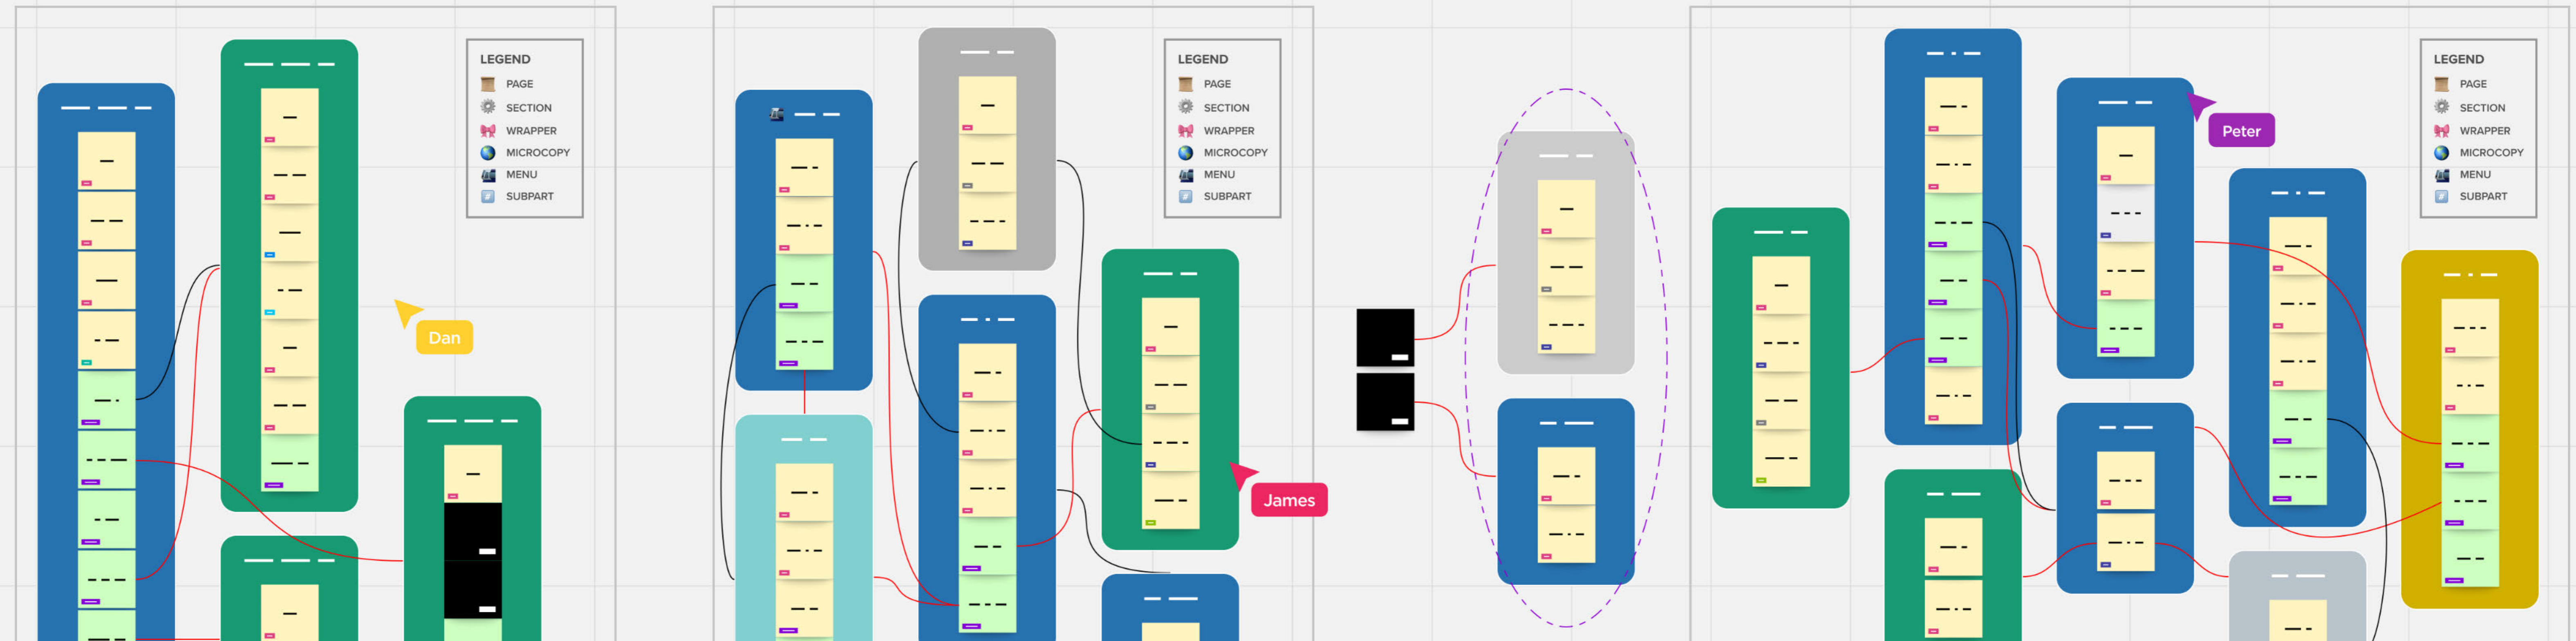 LEGEND
PAGE
SECTION
WRAPPER
MICROCOPY
MENU
SUBPART
Dan
LEGEND
PAGE
SECTION
WRAPPER
MICROCOPY
MENU
SUBPART
James
Peter
LEGEND
PAGE
SECTION
WRAPPER
MICROCOPY
MENU
SUBPART